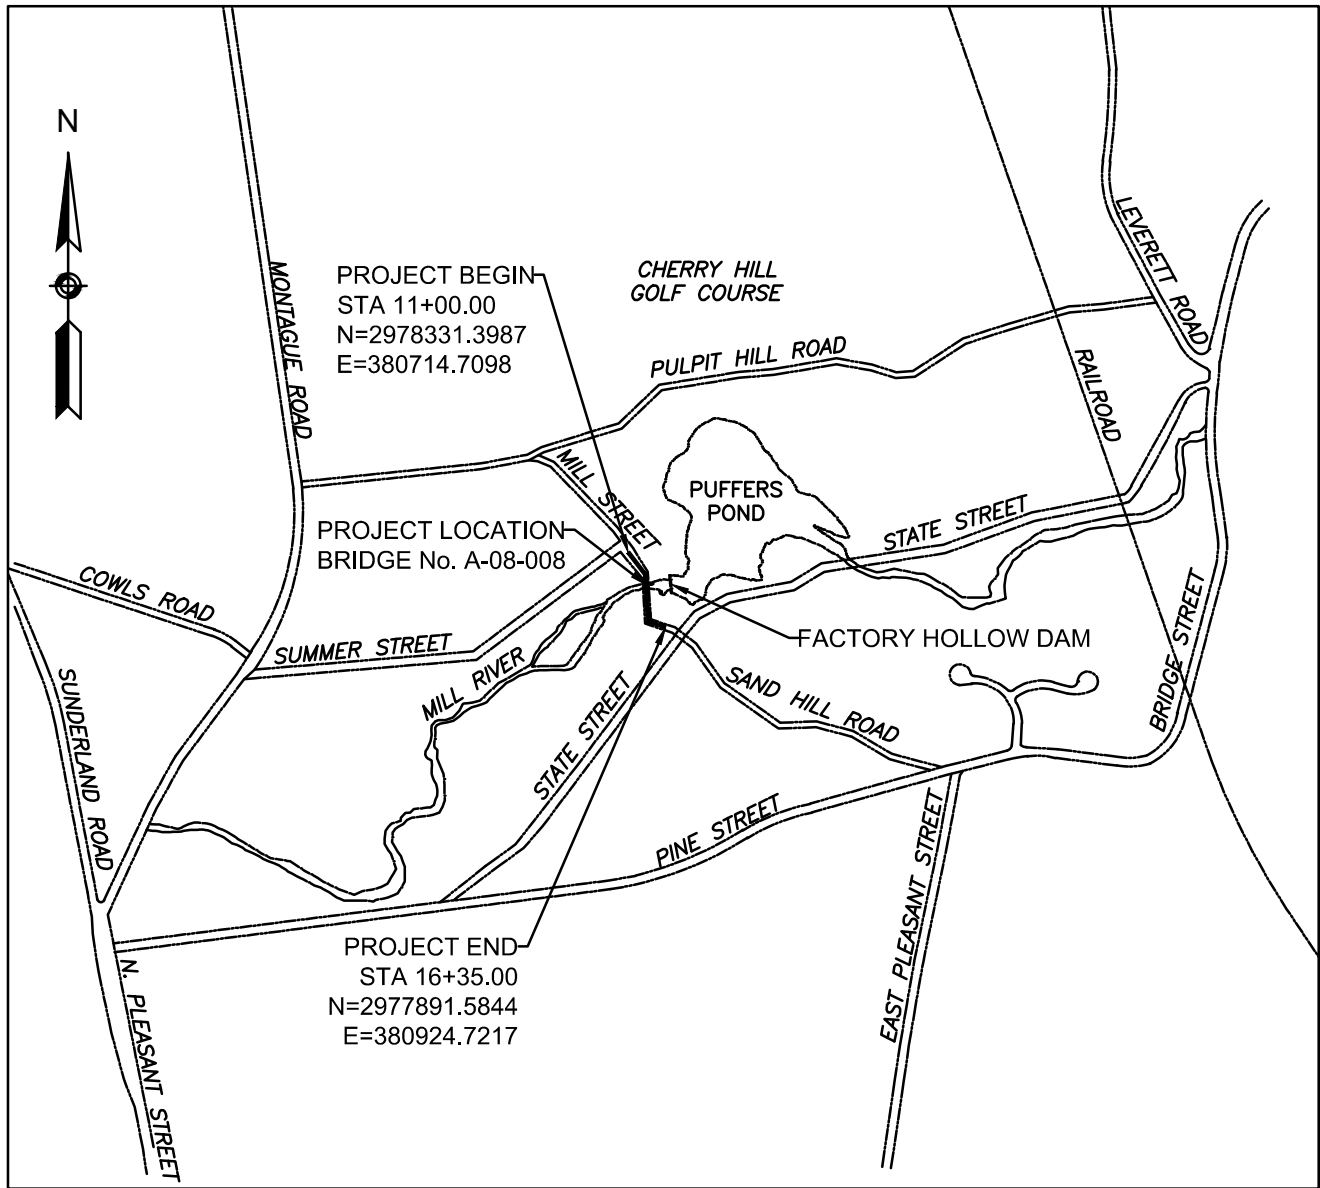 N
PROJECT BEGIN
STA 11+00.00
N=2978331.3987
E=380714.7098
CHERRY HILL
GOLF COURSE
LEVERETT ROAD
MONTAGUE ROAD
PULPIT HILL ROAD
RAILROAD
MILL STREET
PUFFERS
POND
STATE STREET
PROJECT LOCATION
BRIDGE No. A-08-008
COWLS ROAD
SUMMER STREET
FACTORY HOLLOW DAM
MILL RIVER
STATE STREET
SAND HILL ROAD
BRIDGE STREET
SUNDERLAND ROAD
PINE STREET
EAST PLEASANT STREET
PROJECT END
STA 16+35.00
N=2977891.5844
E=380924.7217
N. PLEASANT STREET